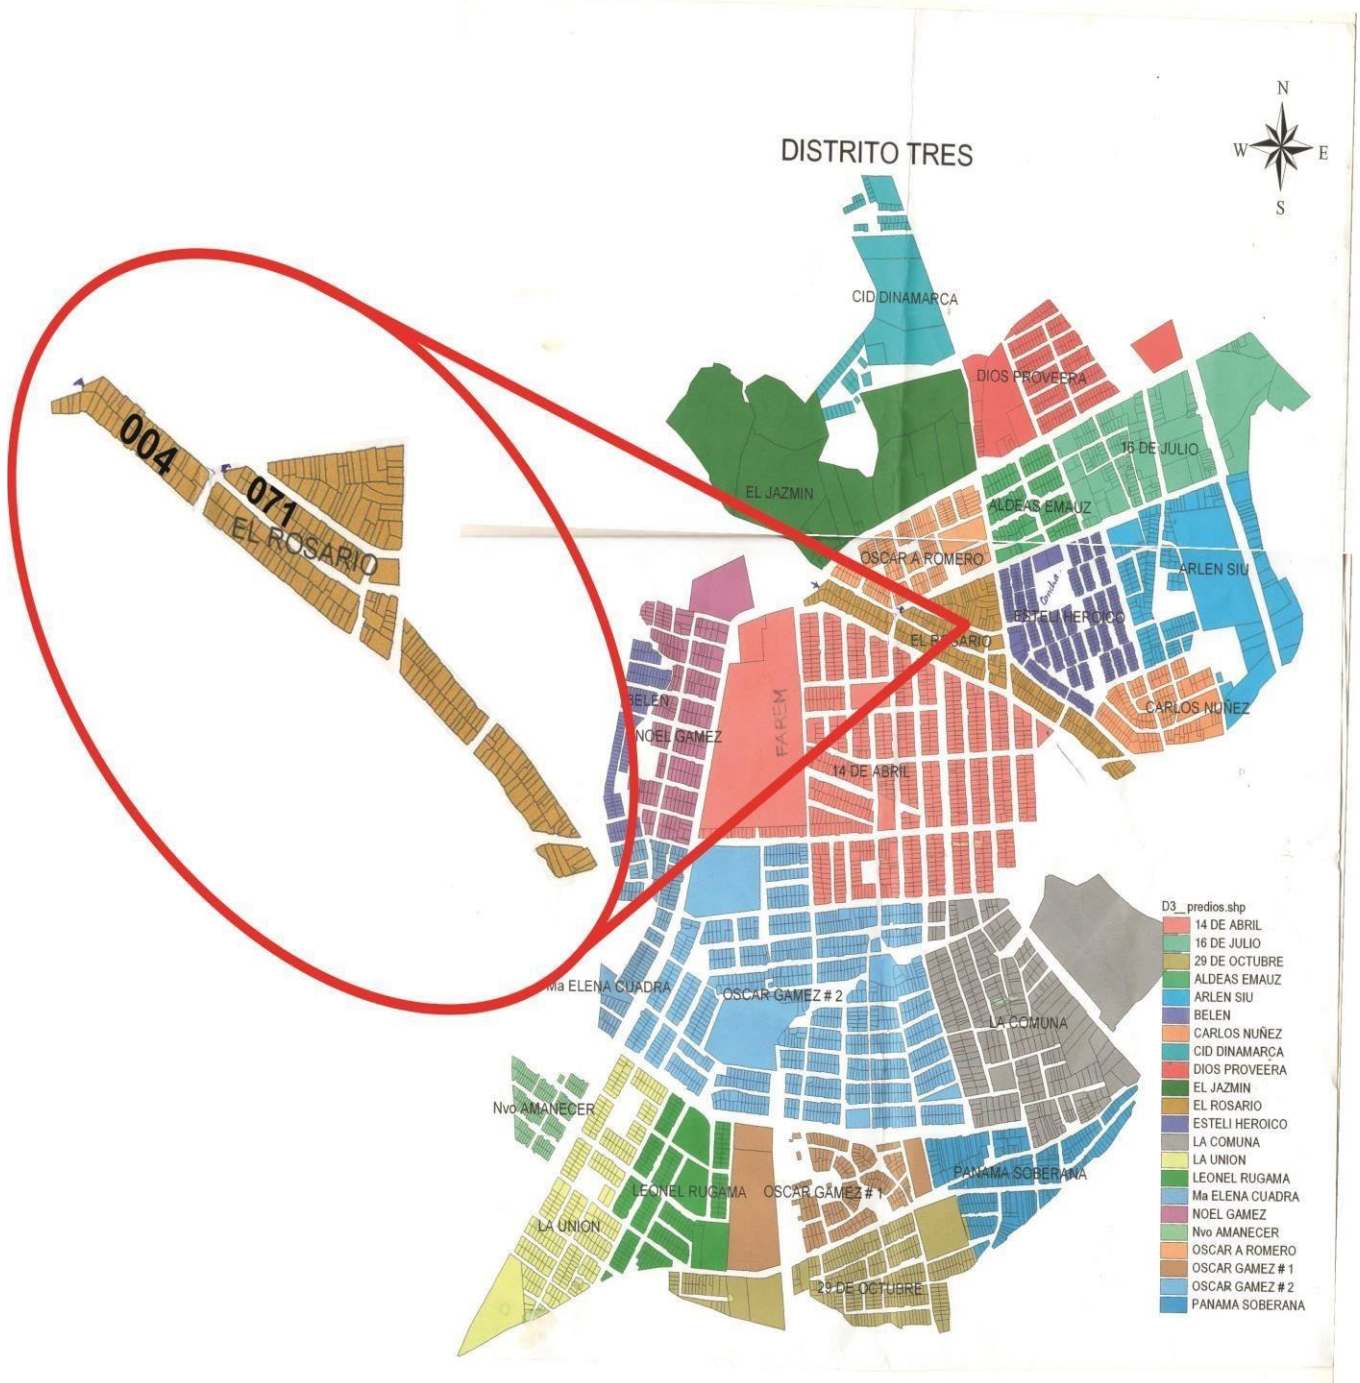 N
W E
S
DISTRITO TRES
CID DINAMARCA
DIOS PROVEERA
16 DE JULIO
EL JAZMIN
ALDEAS EMAUZ
OSCAR A ROMERO
ARLEN SIU
Concha
ESTELI HEROICO
EL ROSARIO
004
071
EL ROSARIO
BELEN
NOEL GAMEZ
FAREM
CARLOS NUÑEZ
14 DE ABRIL
Ma ELENA CUADRA
OSCAR GAMEZ # 2
LA COMUNA
Nvo AMANECER
LEONEL RUGAMA
OSCAR GAMEZ # 1
PANAMA SOBERANA
LA UNION
29 DE OCTUBRE
D3_predios.shp
14 DE ABRIL
16 DE JULIO
29 DE OCTUBRE
ALDEAS EMAUZ
ARLEN SIU
BELEN
CARLOS NUÑEZ
CID DINAMARCA
DIOS PROVEERA
EL JAZMIN
EL ROSARIO
ESTELI HEROICO
LA COMUNA
LA UNION
LEONEL RUGAMA
Ma ELENA CUADRA
NOEL GAMEZ
Nvo AMANECER
OSCAR A ROMERO
OSCAR GAMEZ # 1
OSCAR GAMEZ # 2
PANAMA SOBERANA